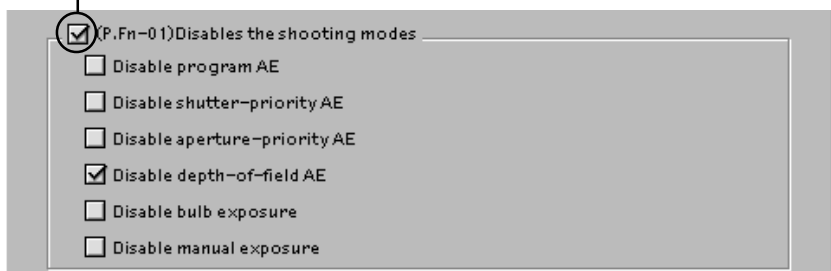 (P.Fn-01)Disables the shooting modes
Disable program AE
Disable shutter-priority AE
Disable aperture-priority AE
Disable depth-of-field AE
Disable bulb exposure
Disable manual exposure